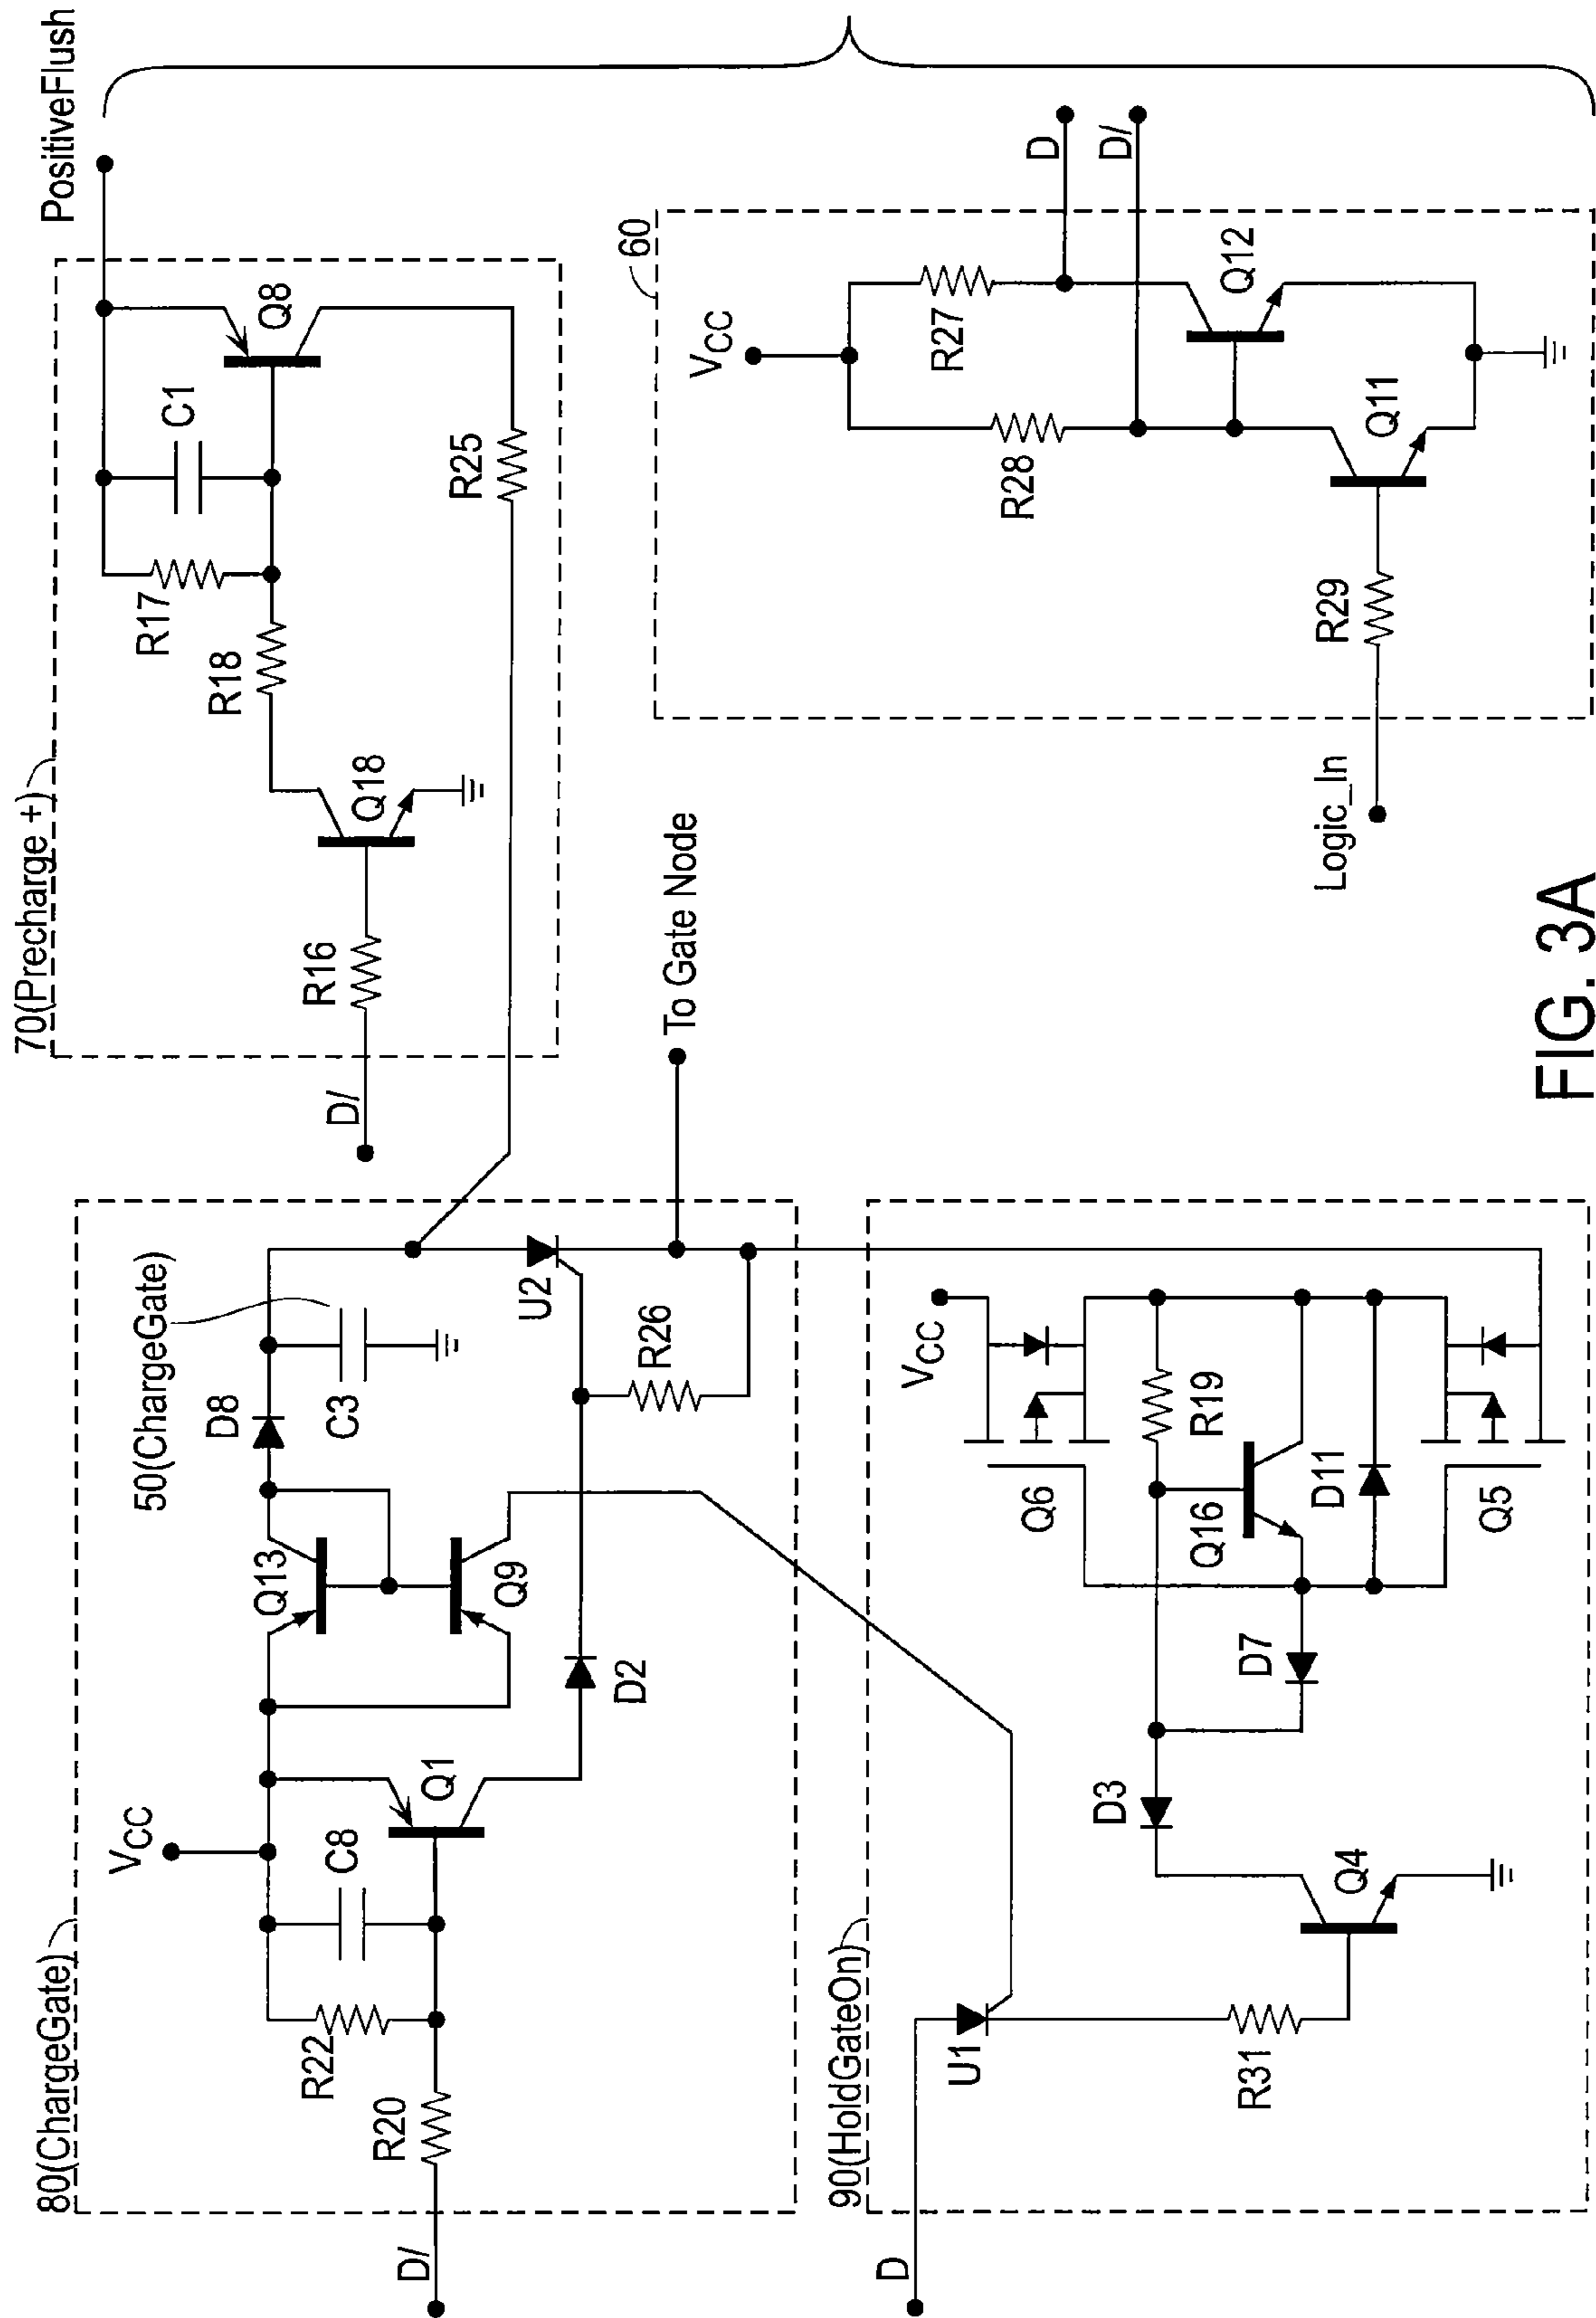 80(ChargeGate)
D/
R20
R22
C8
VCC
Q1
D2
Q13
Q9
D8
50(ChargeGate)
C3
U2
R26
To Gate Node
70(Precharge +)
D/
R16
Q18
R18
R17
C1
Q8
R25
PositiveFlush
90(HoldGateOn)
D
U1
R31
Q4
D3
D7
Q16
R19
D11
Q6
Q5
VCC
60
Logic_In
R29
Q11
R28
R27
Q12
VCC
D
D/
FIG. 3A